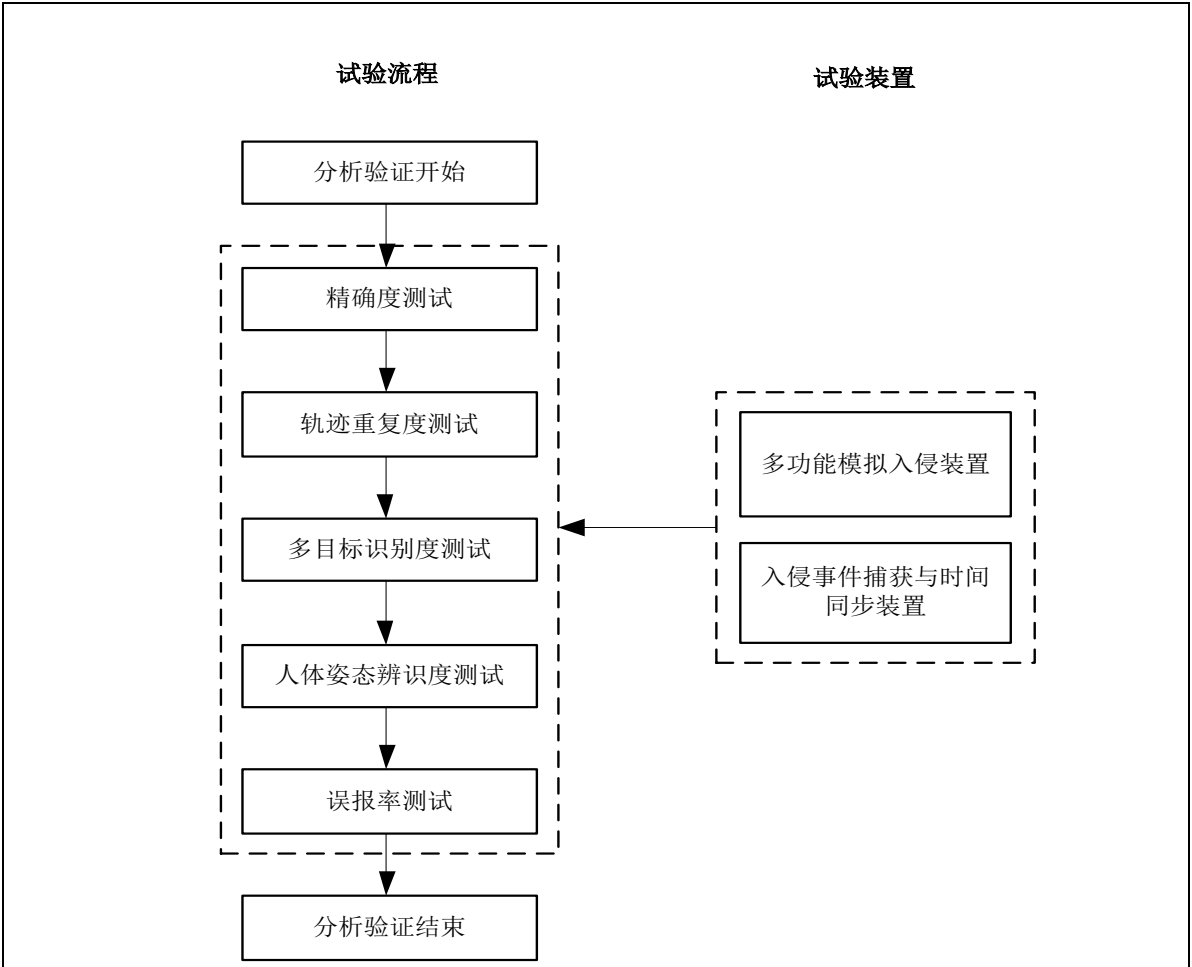 试验流程
试验装置
分析验证开始
精确度测试
轨迹重复度测试
多目标识别度测试
人体姿态辨识度测试
误报率测试
分析验证结束
多功能模拟入侵装置
入侵事件捕获与时间
同步装置